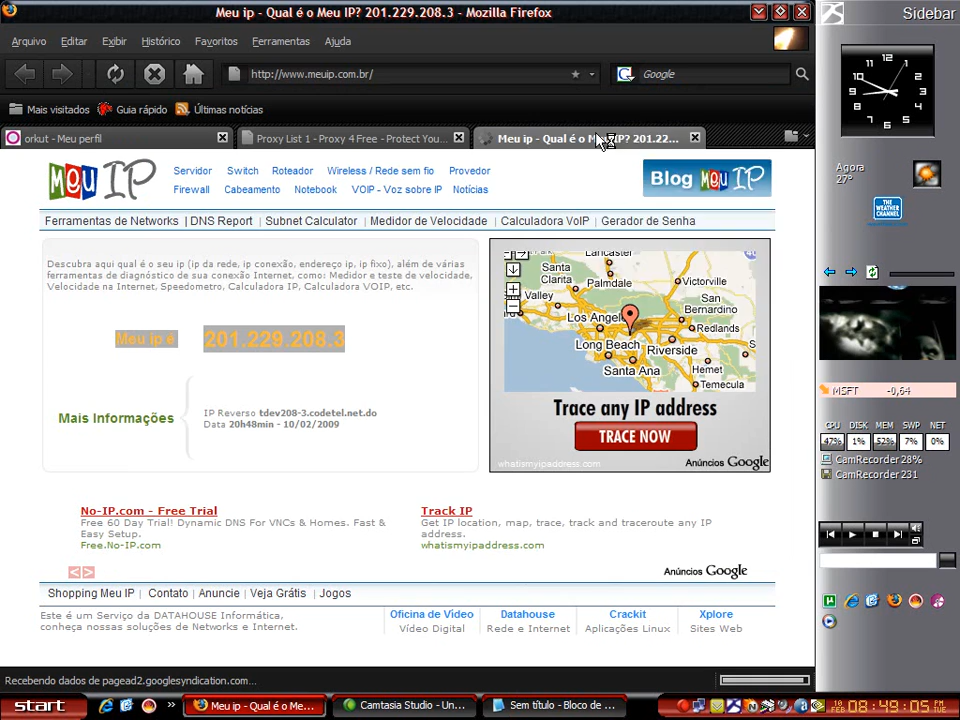 Meu ip - Qual é o Meu IP? 201.229.208.3 - Mozilla Firefox
Arquivo Editar Exibir Histórico Favoritos Ferramentas Ajuda
http://www.meuip.com.br/
Google
Mais visitados Guia rápido Últimas notícias
orkut - Meu perfil
Proxy List 1 - Proxy 4 Free - Protect You...
Meu ip - Qual é o Meu IP? 201.22...
Meu IP
Servidor Switch Roteador Wireless / Rede sem fio Provedor
Firewall Cabeamento Notebook VOIP - Voz sobre IP Notícias
Blog Meu IP
Ferramentas de Networks | DNS Report | Subnet Calculator | Medidor de Velocidade | Calculadora VoIP | Gerador de Senha
Descubra aqui qual é o seu ip (ip da rede, ip conexão, endereço ip, ip fixo), além de várias
ferramentas de diagnóstico de sua conexão Internet, como: Medidor e teste de velocidade,
Velocidade na Internet, Speedometro, Calculadora IP, Calculadora VOIP, etc.
Meu ip é 201.229.208.3
Mais Informações
IP Reverso tdev208-3.codetel.net.do
Data 20h48min - 10/02/2009
Santa
Clarita
Lancaster
Palmdale
Victorville
Valley
San
Bernardino
Los Angeles
Redlands
Long Beach
Riverside
Santa Ana
Hemet
Temecula
Trace any IP address
TRACE NOW
whatismyipaddress.com
Anúncios Google
No-IP.com - Free Trial
Free 60 Day Trial! Dynamic DNS For VNCs & Homes. Fast &
Easy Setup.
Free.No-IP.com
Track IP
Get IP location, map, trace, track and traceroute any IP
address.
whatismyipaddress.com
Anúncios Google
Shopping Meu IP | Contato | Anuncie | Veja Grátis | Jogos
Este é um Serviço da DATAHOUSE Informática,
conheça nossas soluções de Networks e Internet.
Oficina de Vídeo
Vídeo Digital
Datahouse
Rede e Internet
Crackit
Aplicações Linux
Xplore
Sites Web
Recebendo dados de pagead2.googlesyndication.com...
start
Meu ip - Qual é o Me...
Camtasia Studio - Un...
Sem título - Bloco de ...
08:49:05 PM
TUE
Sidebar
12
11 1
10 2
9 3
8 4
7 5
6
Agora
27°
THE
WEATHER
CHANNEL
MSFT -0,64
CPU DISK MEM SWP NET
47% 1% 52% 7% 0%
CamRecorder 28%
CamRecorder 231